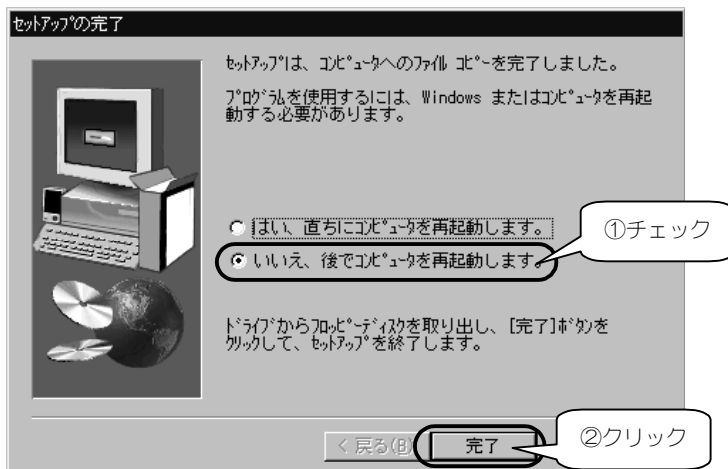 ｾｯﾄｱｯﾌﾟの完了
ｾｯﾄｱｯﾌﾟは、ｺﾝﾋﾟｭｰﾀへのﾌｧｲﾙ ｺﾋﾟｰを完了しました。
ﾌﾟﾛｸﾞﾗﾑを使用するには、Windows またはｺﾝﾋﾟｭｰﾀを再起
動する必要があります。
はい、直ちにｺﾝﾋﾟｭｰﾀを再起動します。
①チェック
いいえ、後でｺﾝﾋﾟｭｰﾀを再起動します。
ﾄﾞﾗｲﾌﾞからﾌﾛｯﾋﾟｰﾃﾞｨｽｸを取り出し、[完了]ﾎﾞﾀﾝを
ｸﾘｯｸして、ｾｯﾄｱｯﾌﾟを終了します。
< 戻る(B)
完了
②クリック